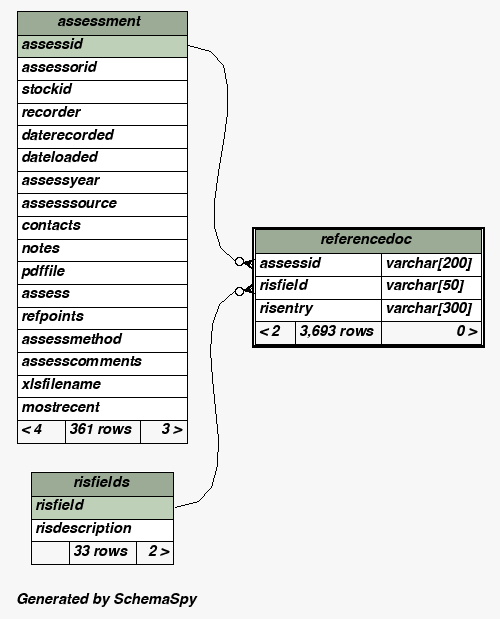 assessment
assessid
assessorid
stockid
recorder
daterecorded
dateloaded
assessyear
assesssource
contacts
notes
pdffile
assess
refpoints
assessmethod
assesscomments
xlsfilename
mostrecent
< 4 361 rows 3 >
referencedoc
assessid varchar[200]
risfield varchar[50]
risentry varchar[300]
< 2 3,693 rows 0 >
risfields
risfield
risdescription
33 rows 2 >
Generated by SchemaSpy